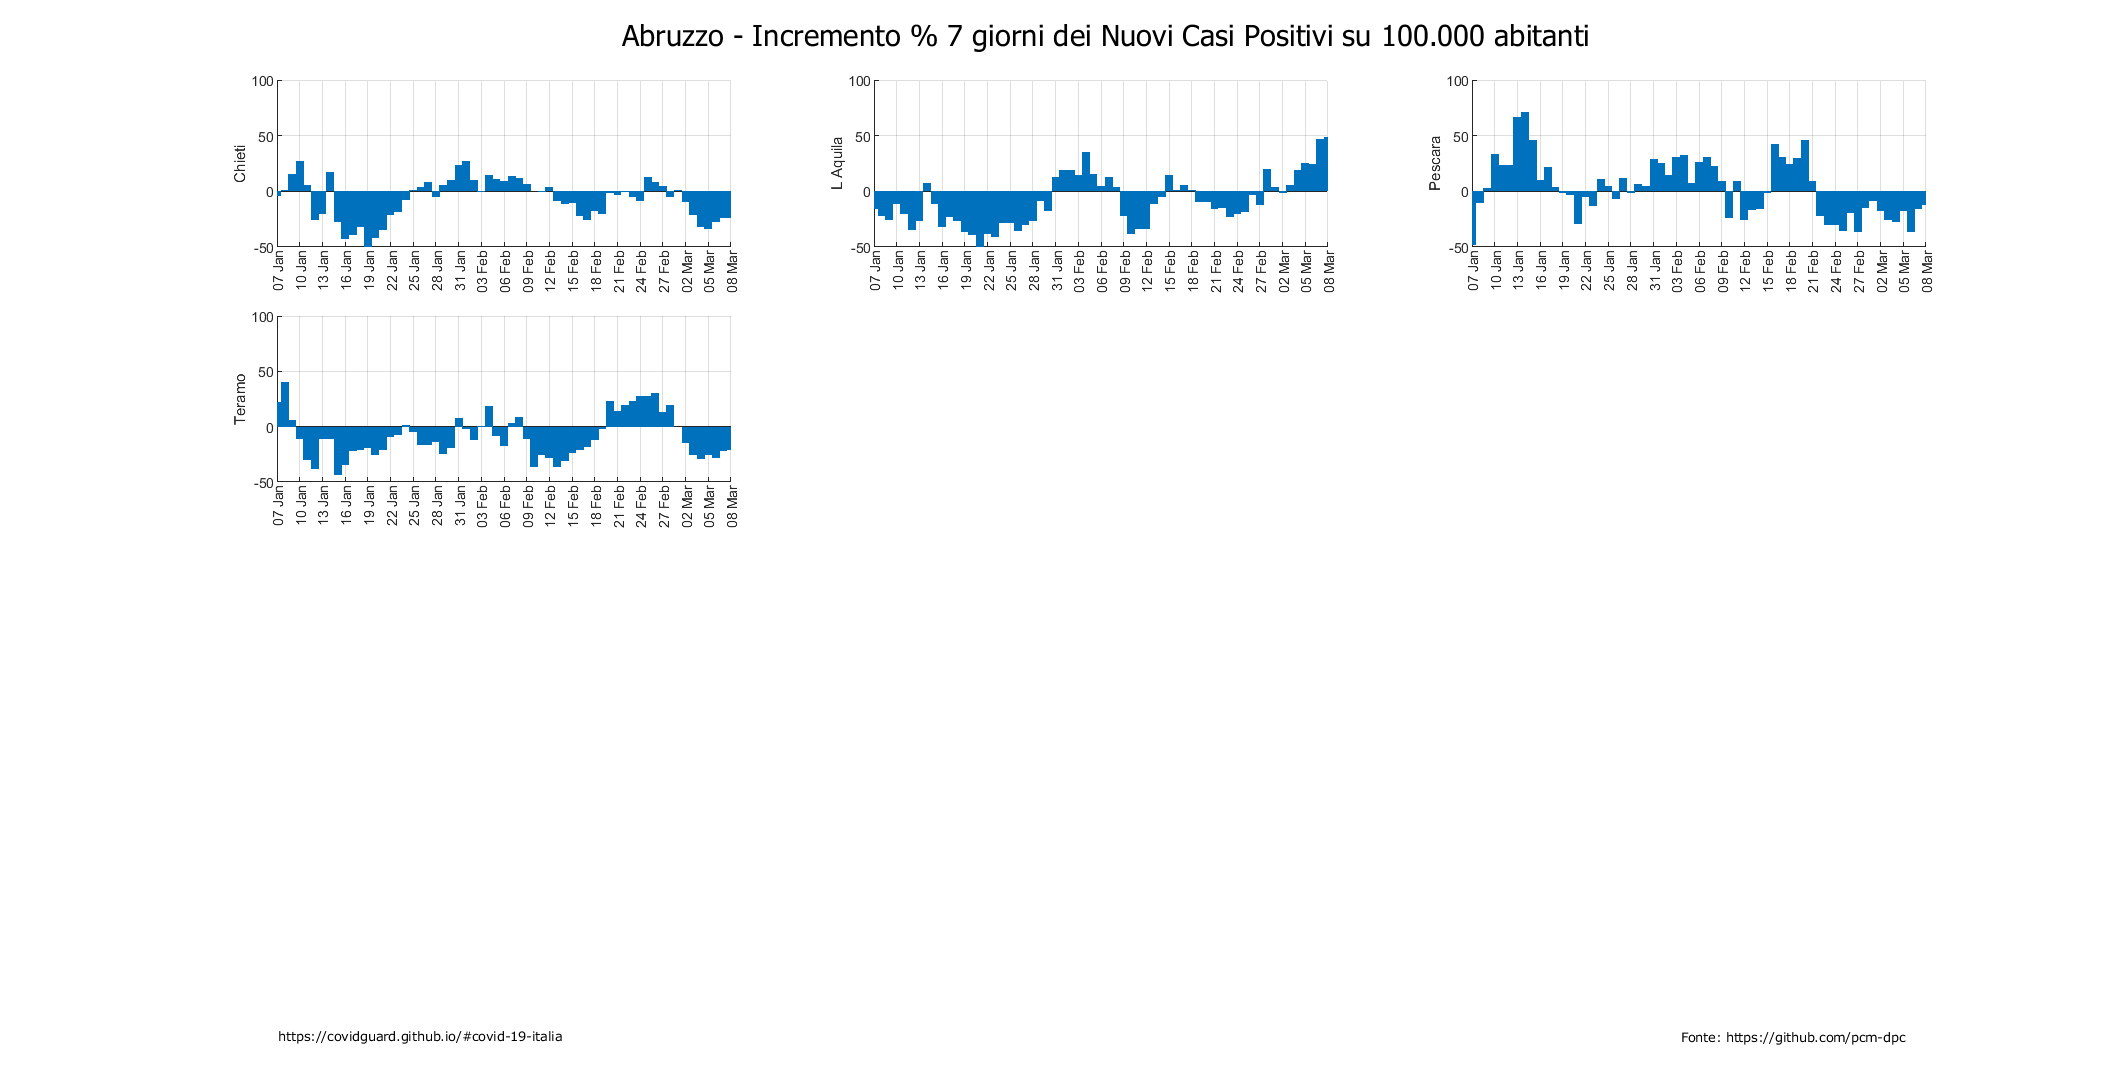 Abruzzo - Incremento % 7 giorni dei Nuovi Casi Positivi su 100.000 abitanti
Chieti
100
50
0
-50
07 Jan
10 Jan
13 Jan
16 Jan
19 Jan
22 Jan
25 Jan
28 Jan
31 Jan
03 Feb
06 Feb
09 Feb
12 Feb
15 Feb
18 Feb
21 Feb
24 Feb
27 Feb
02 Mar
05 Mar
08 Mar
L Aquila
100
50
0
-50
07 Jan
10 Jan
13 Jan
16 Jan
19 Jan
22 Jan
25 Jan
28 Jan
31 Jan
03 Feb
06 Feb
09 Feb
12 Feb
15 Feb
18 Feb
21 Feb
24 Feb
27 Feb
02 Mar
05 Mar
08 Mar
Pescara
100
50
0
-50
07 Jan
10 Jan
13 Jan
16 Jan
19 Jan
22 Jan
25 Jan
28 Jan
31 Jan
03 Feb
06 Feb
09 Feb
12 Feb
15 Feb
18 Feb
21 Feb
24 Feb
27 Feb
02 Mar
05 Mar
08 Mar
Teramo
100
50
0
-50
07 Jan
10 Jan
13 Jan
16 Jan
19 Jan
22 Jan
25 Jan
28 Jan
31 Jan
03 Feb
06 Feb
09 Feb
12 Feb
15 Feb
18 Feb
21 Feb
24 Feb
27 Feb
02 Mar
05 Mar
08 Mar
https://covidguard.github.io/#covid-19-italia
Fonte: https://github.com/pcm-dpc